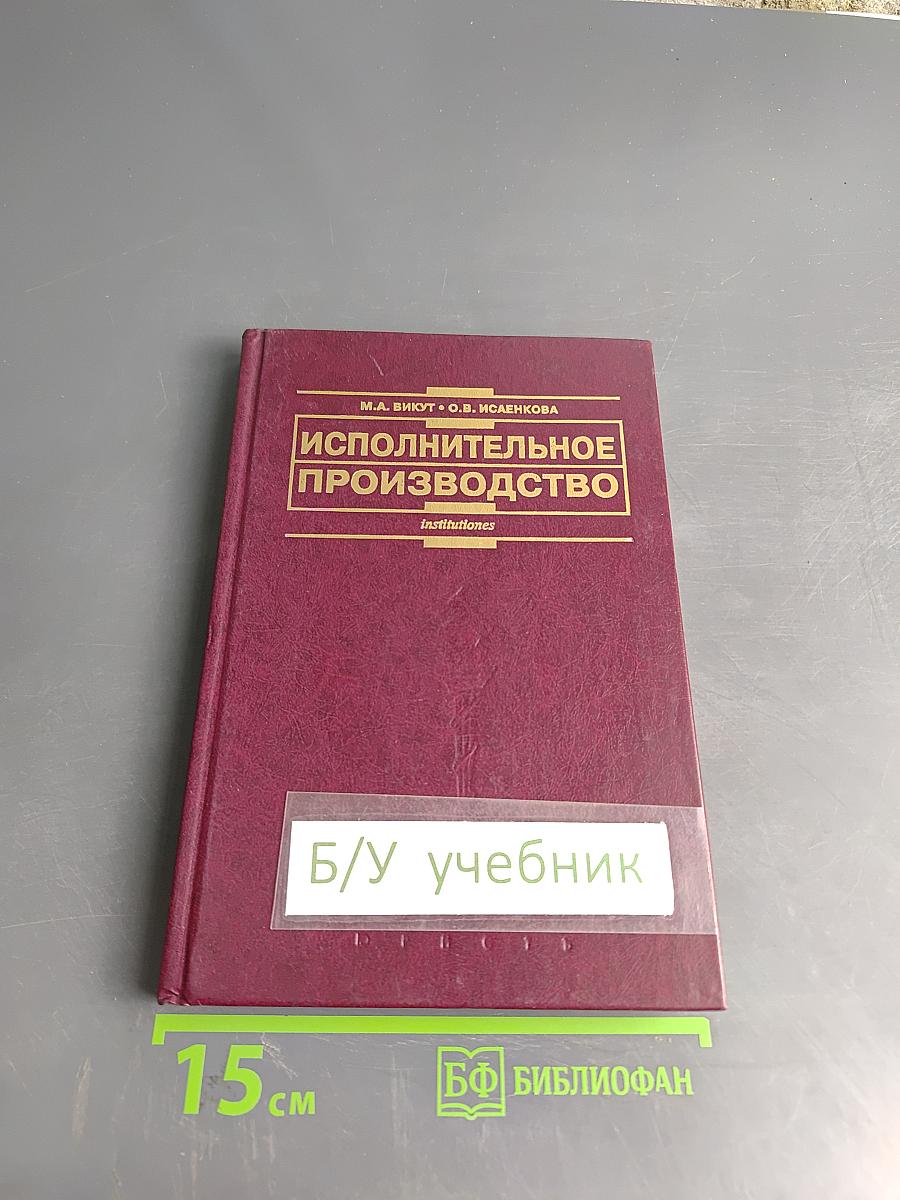 М.А. ВИКУТ • О.В. ИСАЕНКОВА
ИСПОЛНИТЕЛЬНОЕ
ПРОИЗВОДСТВО
institutiones
Б/У учебник
15 см
БФ БИБЛИОФАН